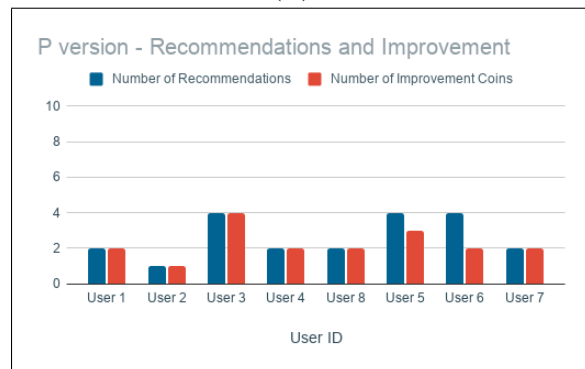 P version - Recommendations and Improvement
Number of Recommendations Number of Improvement Coins
10
8
6
4
2
0
User 1 User 2 User 3 User 4 User 8 User 5 User 6 User 7
User ID